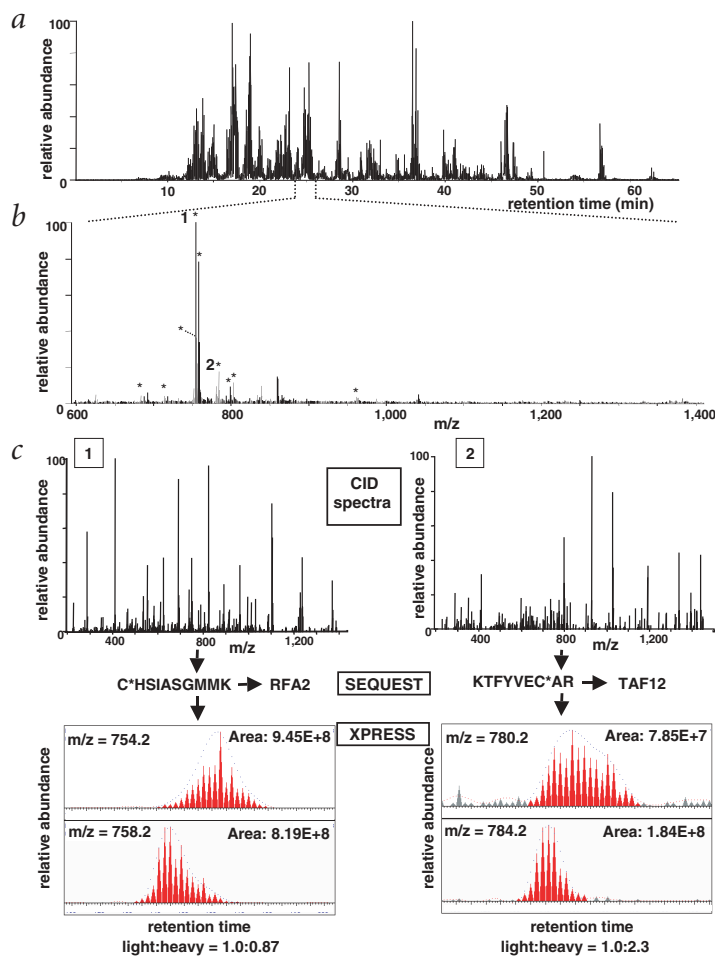 a
100
relative abundance
0
10
20
30
40
50
60
retention time (min)
b
100
1 *
*
*
2 *
* * * * *
relative abundance
0
600
800
1,000
1,200
1,400
m/z
c
1
100
relative abundance
0
400
800
1,200
m/z
CID
spectra
2
100
relative abundance
0
400
800
1,200
m/z
C*HSIASGMMK
RFA2
SEQUEST
KTFYVEC*AR
TAF12
XPRESS
relative abundance
m/z = 754.2
Area: 9.45E+8
m/z = 758.2
Area: 8.19E+8
retention time
light:heavy = 1.0:0.87
relative abundance
m/z = 780.2
Area: 7.85E+7
m/z = 784.2
Area: 1.84E+8
retention time
light:heavy = 1.0:2.3